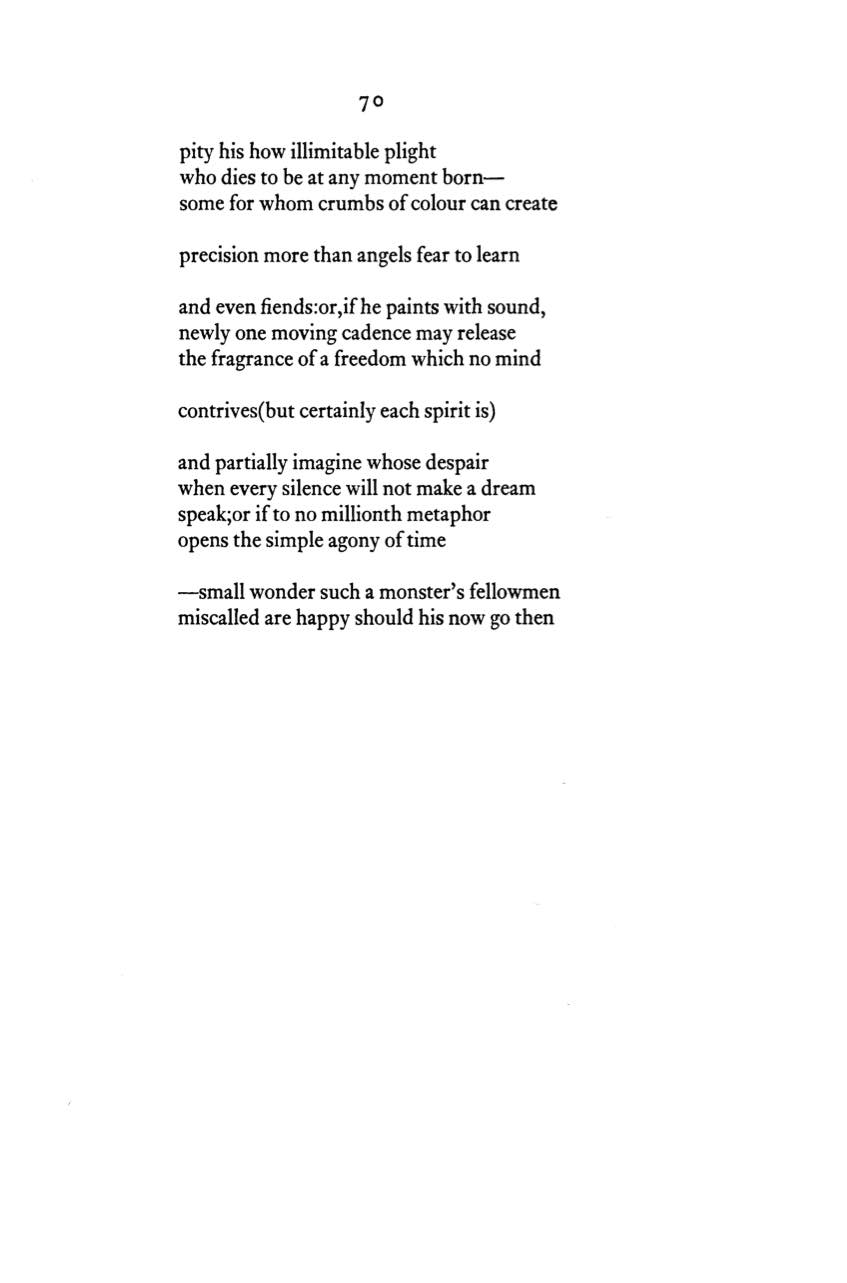 70
pity his how illimitable plight
who dies to be at any moment born—
some for whom crumbs of colour can create
precision more than angels fear to learn
and even fiends:or,if he paints with sound,
newly one moving cadence may release
the fragrance of a freedom which no mind
contrives(but certainly each spirit is)
and partially imagine whose despair
when every silence will not make a dream
speak;or if to no millionth metaphor
opens the simple agony of time
—small wonder such a monster's fellowmen
miscalled are happy should his now go then